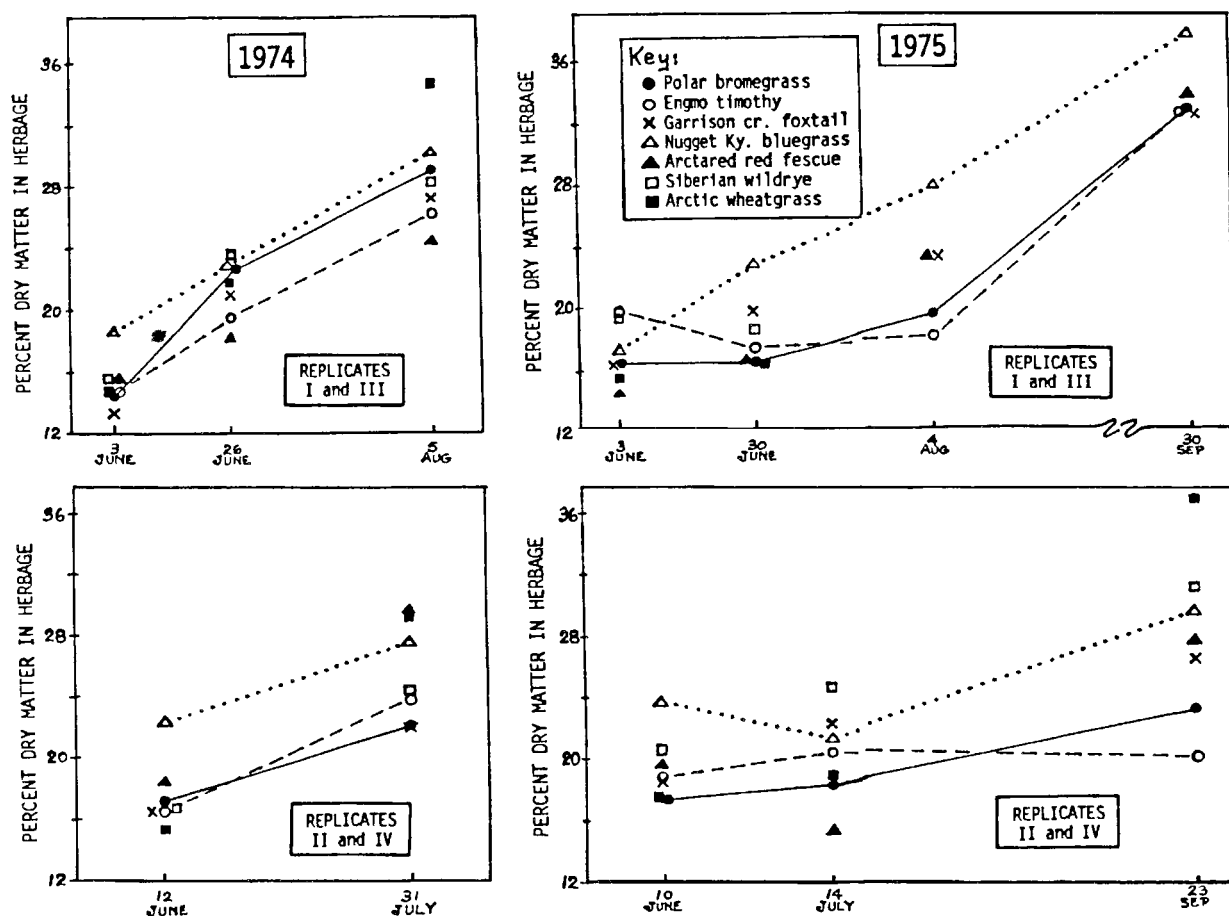 1974
PERCENT DRY MATTER IN HERBAGE
36
28
20
12
REPLICATES
I and III
3
JUNE
26
JUNE
5
AUG
1975
Key:
Polar bromegrass
Engmo timothy
Garrison cr. foxtail
Nugget Ky. bluegrass
Arctared red fescue
Siberian wildrye
Arctic wheatgrass
PERCENT DRY MATTER IN HERBAGE
36
28
20
12
REPLICATES
I and III
3
JUNE
30
JUNE
4
AUG
30
SEP
PERCENT DRY MATTER IN HERBAGE
36
28
20
12
REPLICATES
II and IV
12
JUNE
31
JULY
PERCENT DRY MATTER IN HERBAGE
36
28
20
12
REPLICATES
II and IV
10
JUNE
14
JULY
23
SEP